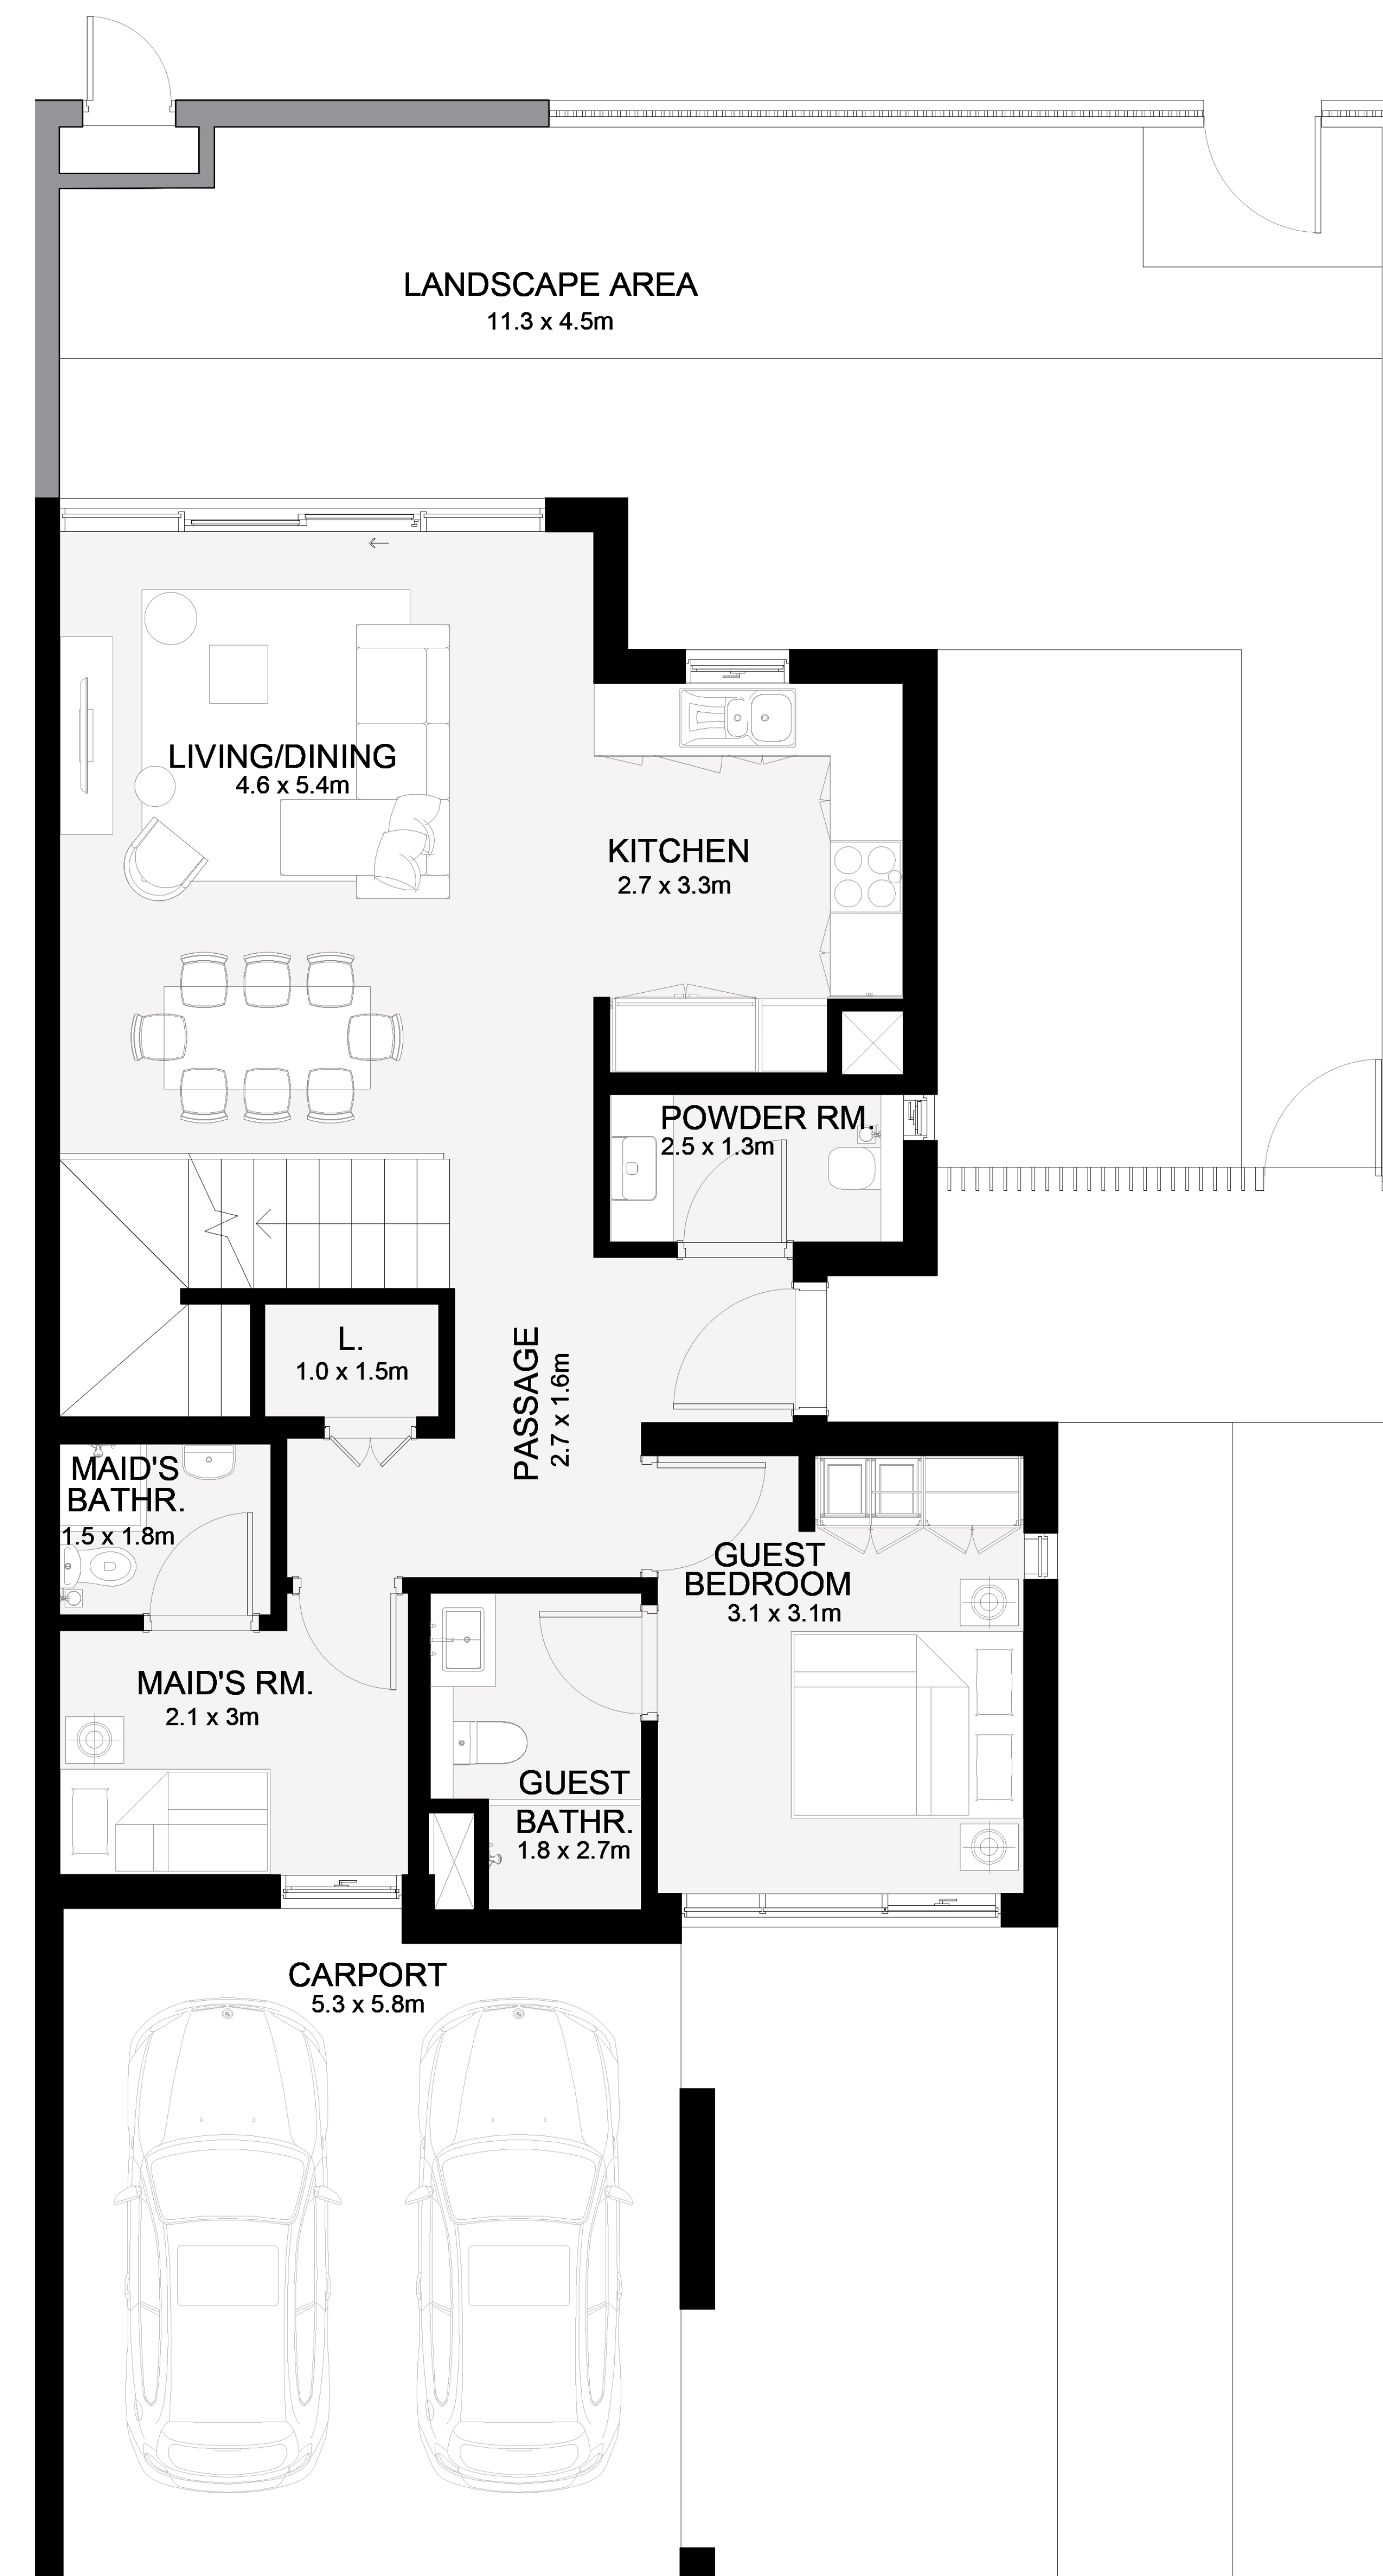 LANDSCAPE AREA
11.3 x 4.5m
LIVING/DINING
4.6 x 5.4m
KITCHEN
2.7 x 3.3m
POWDER RM.
2.5 x 1.3m
L.
1.0 x 1.5m
PASSAGE
2.7 x 1.6m
MAID'S
BATHR.
1.5 x 1.8m
GUEST
BEDROOM
3.1 x 3.1m
MAID'S RM.
2.1 x 3m
GUEST
BATHR.
1.8 x 2.7m
CARPORT
5.3 x 5.8m